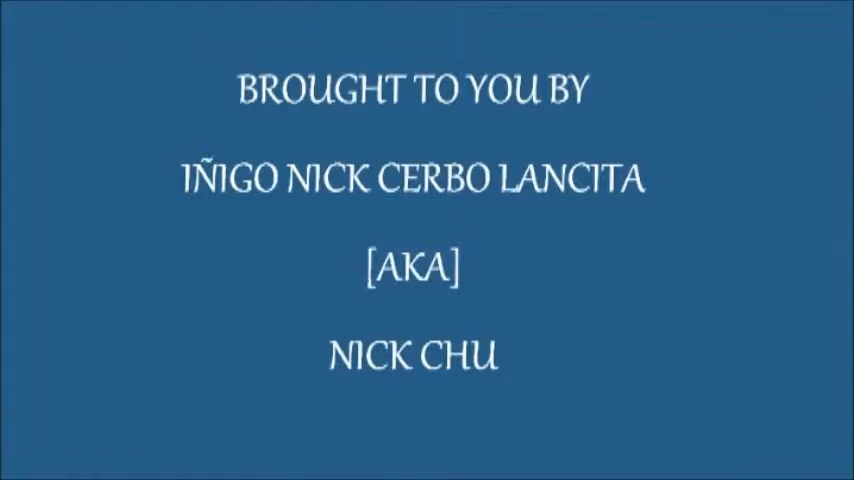 BROUGHT TO YOU BY
IÑIGO NICK CERBO LANCITA
[AKA]
NICK CHU